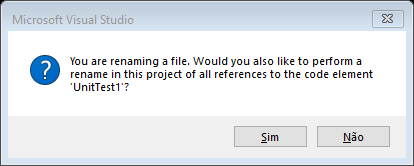 Microsoft Visual Studio
You are renaming a file. Would you also like to perform a
rename in this project of all references to the code element
'UnitTest1'?
Sim
Não